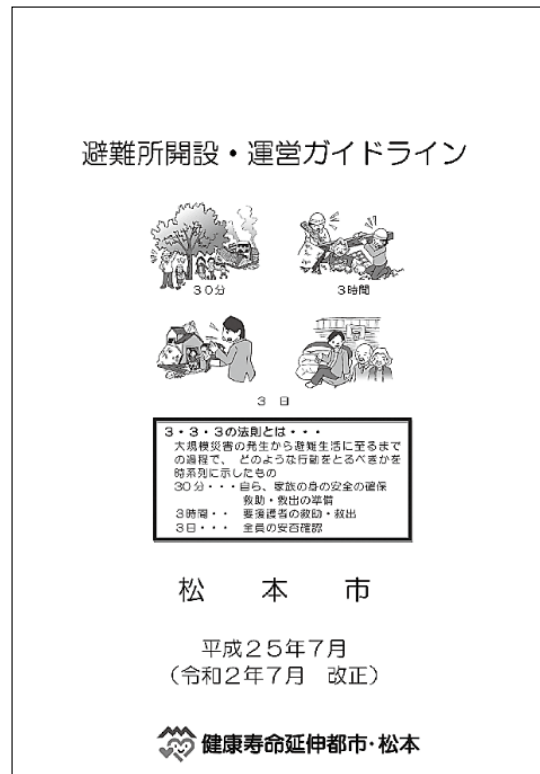 避難所開設・運営ガイドライン
30分
3時間
3 日
3・3・3の法則とは・・・
大規模災害の発生から避難生活に至るまで
の過程で、 どのような行動をとるべきかを
時系列に示したもの
30分・・・自ら、家族の身の安全の確保
救助・救出の準備
3時間・・ 要援護者の救助・救出
3日・・・ 全員の安否確認
松 本 市
平成25年7月
(令和2年7月 改正)
健康寿命延伸都市・松本